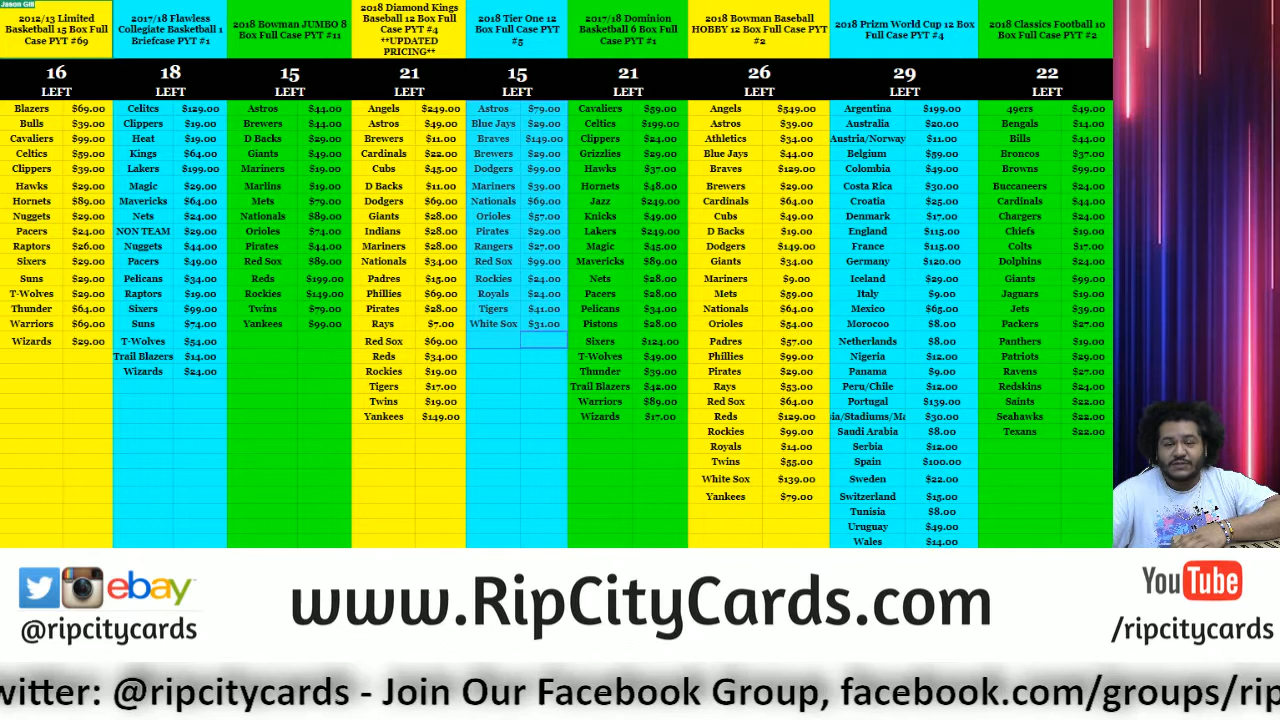 Jason Gill
2012/13 Limited
Basketball 15 Box Full
Case PYT #69
16
LEFT
Blazers $69.00
Bulls $39.00
Cavaliers $99.00
Celtics $59.00
Clippers $39.00
Hawks $29.00
Hornets $89.00
Nuggets $29.00
Pacers $24.00
Raptors $26.00
Sixers $29.00
Suns $29.00
T-Wolves $29.00
Thunder $64.00
Warriors $69.00
Wizards $29.00
2017/18 Flawless
Collegiate Basketball 1
Briefcase PYT #1
18
LEFT
Celitcs $129.00
Clippers $19.00
Heat $19.00
Kings $64.00
Lakers $199.00
Magic $29.00
Mavericks $64.00
Nets $24.00
NON TEAM $29.00
Nuggets $44.00
Pacers $49.00
Pelicans $34.00
Raptors $19.00
Sixers $99.00
Suns $74.00
T-Wolves $54.00
Trail Blazers $14.00
Wizards $24.00
2018 Bowman JUMBO 8
Box Full Case PYT #11
15
LEFT
Astros $44.00
Brewers $44.00
D Backs $29.00
Giants $49.00
Mariners $19.00
Marlins $19.00
Mets $79.00
Nationals $89.00
Orioles $74.00
Pirates $44.00
Red Sox $89.00
Reds $199.00
Rockies $149.00
Twins $79.00
Yankees $99.00
2018 Diamond Kings
Baseball 12 Box Full
Case PYT #4
**UPDATED
PRICING**
21
LEFT
Angels $249.00
Astros $49.00
Brewers $11.00
Cardinals $22.00
Cubs $45.00
D Backs $11.00
Dodgers $69.00
Giants $28.00
Indians $28.00
Mariners $28.00
Nationals $34.00
Padres $15.00
Phillies $69.00
Pirates $28.00
Rays $7.00
Red Sox $69.00
Reds $34.00
Rockies $19.00
Tigers $17.00
Twins $19.00
Yankees $149.00
2018 Tier One 12
Box Full Case PYT
#5
15
LEFT
Astros $79.00
Blue Jays $29.00
Braves $149.00
Brewers $29.00
Dodgers $99.00
Mariners $39.00
Nationals $69.00
Orioles $57.00
Pirates $29.00
Rangers $27.00
Red Sox $99.00
Rockies $24.00
Royals $24.00
Tigers $41.00
White Sox $31.00
2017/18 Dominion
Basketball 6 Box Full
Case PYT #1
21
LEFT
Cavaliers $59.00
Celtics $199.00
Clippers $24.00
Grizzlies $29.00
Hawks $37.00
Hornets $48.00
Jazz $249.00
Knicks $49.00
Lakers $249.00
Magic $45.00
Mavericks $89.00
Nets $28.00
Pacers $28.00
Pelicans $34.00
Pistons $28.00
Sixers $124.00
T-Wolves $49.00
Thunder $39.00
Trail Blazers $42.00
Warriors $89.00
Wizards $17.00
2018 Bowman Baseball
HOBBY 12 Box Full Case PYT
#2
26
LEFT
Angels $549.00
Astros $39.00
Athletics $34.00
Blue Jays $44.00
Braves $129.00
Brewers $29.00
Cardinals $64.00
Cubs $49.00
D Backs $19.00
Dodgers $149.00
Giants $34.00
Mariners $9.00
Mets $59.00
Nationals $64.00
Orioles $54.00
Padres $57.00
Phillies $99.00
Pirates $29.00
Rays $53.00
Red Sox $64.00
Reds $129.00
Rockies $99.00
Royals $14.00
Twins $55.00
White Sox $139.00
Yankees $79.00
2018 Prizm World Cup 12 Box
Full Case PYT #4
29
LEFT
Argentina $199.00
Australia $20.00
Austria/Norway $11.00
Belgium $59.00
Colombia $49.00
Costa Rica $30.00
Croatia $25.00
Denmark $17.00
England $115.00
France $115.00
Germany $120.00
Iceland $29.00
Italy $9.00
Mexico $65.00
Morocoo $8.00
Netherlands $8.00
Nigeria $12.00
Panama $9.00
Peru/Chile $12.00
Portugal $139.00
ia/Stadiums/Ma $30.00
Saudi Arabia $8.00
Serbia $12.00
Spain $100.00
Sweden $22.00
Switzerland $15.00
Tunisia $8.00
Uruguay $49.00
Wales $14.00
2018 Classics Football 10
Box Full Case PYT #2
22
LEFT
49ers $49.00
Bengals $14.00
Bills $44.00
Broncos $37.00
Browns $99.00
Buccaneers $24.00
Cardinals $44.00
Chargers $24.00
Chiefs $19.00
Colts $17.00
Dolphins $24.00
Giants $99.00
Jaguars $19.00
Jets $39.00
Packers $27.00
Panthers $19.00
Patriots $29.00
Ravens $27.00
Redskins $24.00
Saints $22.00
Seahawks $22.00
Texans $22.00
ebay
@ripcitycards
www.RipCityCards.com
YouTube
/ripcitycards
witter: @ripcitycards - Join Our Facebook Group, facebook.com/groups/rip